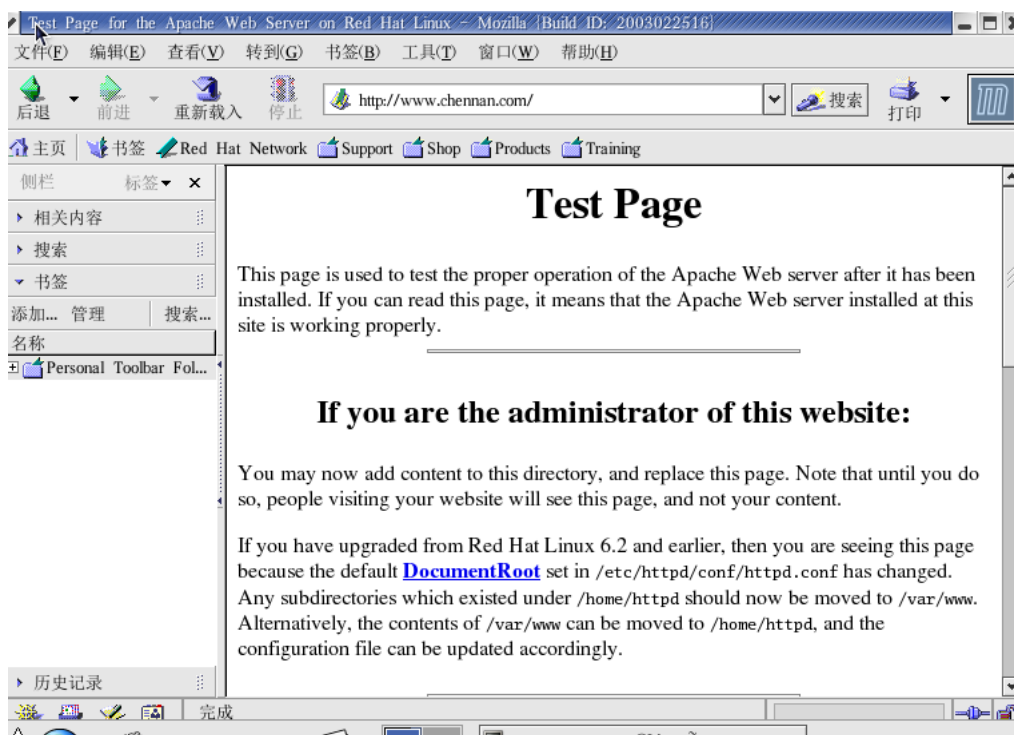 Test Page for the Apache Web Server on Red Hat Linux - Mozilla {Build ID: 2003022516}
文件(F) 编辑(E) 查看(V) 转到(G) 书签(B) 工具(T) 窗口(W) 帮助(H)
后退 前进 重新载入 停止 http://www.chennan.com/ 搜索 打印
主页 书签 Red Hat Network Support Shop Products Training
侧栏 标签 ×
相关内容
搜索
书签
添加... 管理 搜索...
名称
Personal Toolbar Fol...
历史记录
Test Page
This page is used to test the proper operation of the Apache Web server after it has been
installed. If you can read this page, it means that the Apache Web server installed at this
site is working properly.
If you are the administrator of this website:
You may now add content to this directory, and replace this page. Note that until you do
so, people visiting your website will see this page, and not your content.
If you have upgraded from Red Hat Linux 6.2 and earlier, then you are seeing this page
because the default DocumentRoot set in /etc/httpd/conf/httpd.conf has changed.
Any subdirectories which existed under /home/httpd should now be moved to /var/www.
Alternatively, the contents of /var/www can be moved to /home/httpd, and the
configuration file can be updated accordingly.
完成